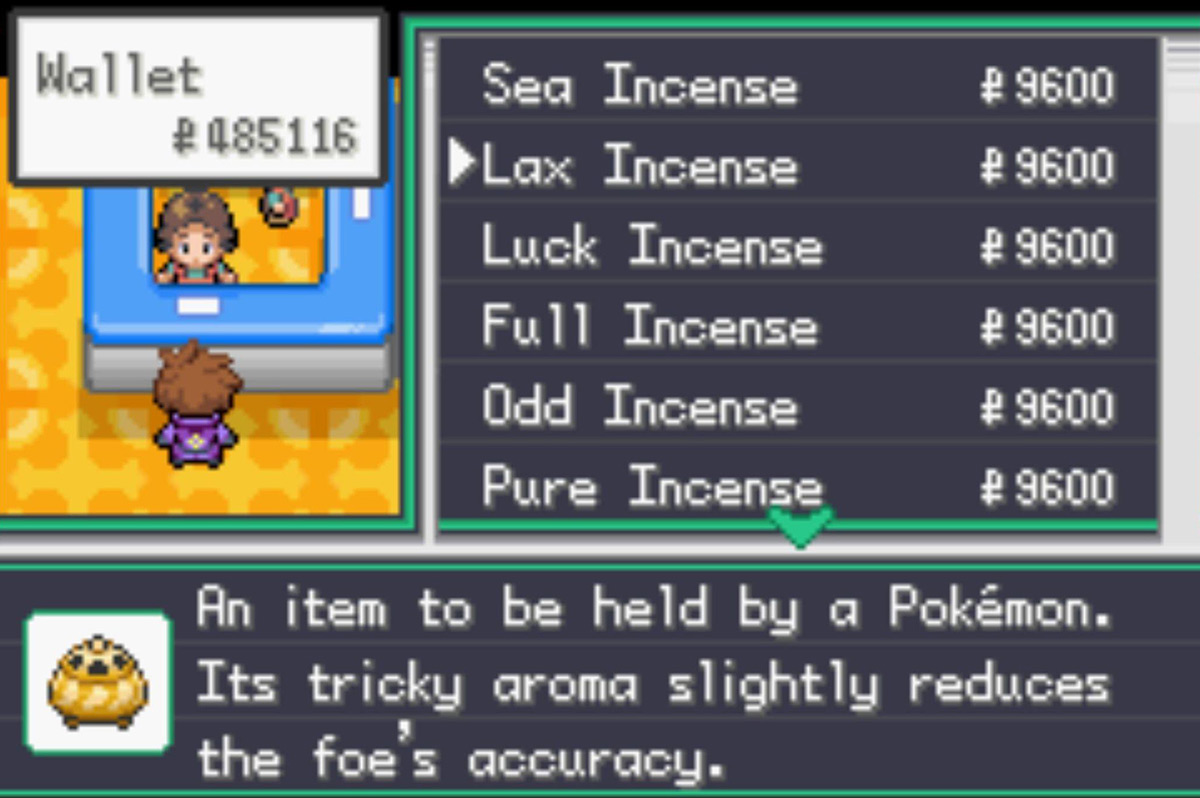 Wallet
₽485116
Sea Incense ₽9600
Lax Incense ₽9600
Luck Incense ₽9600
Full Incense ₽9600
Odd Incense ₽9600
Pure Incense ₽9600
An item to be held by a Pokémon.
Its tricky aroma slightly reduces
the foe's accuracy.